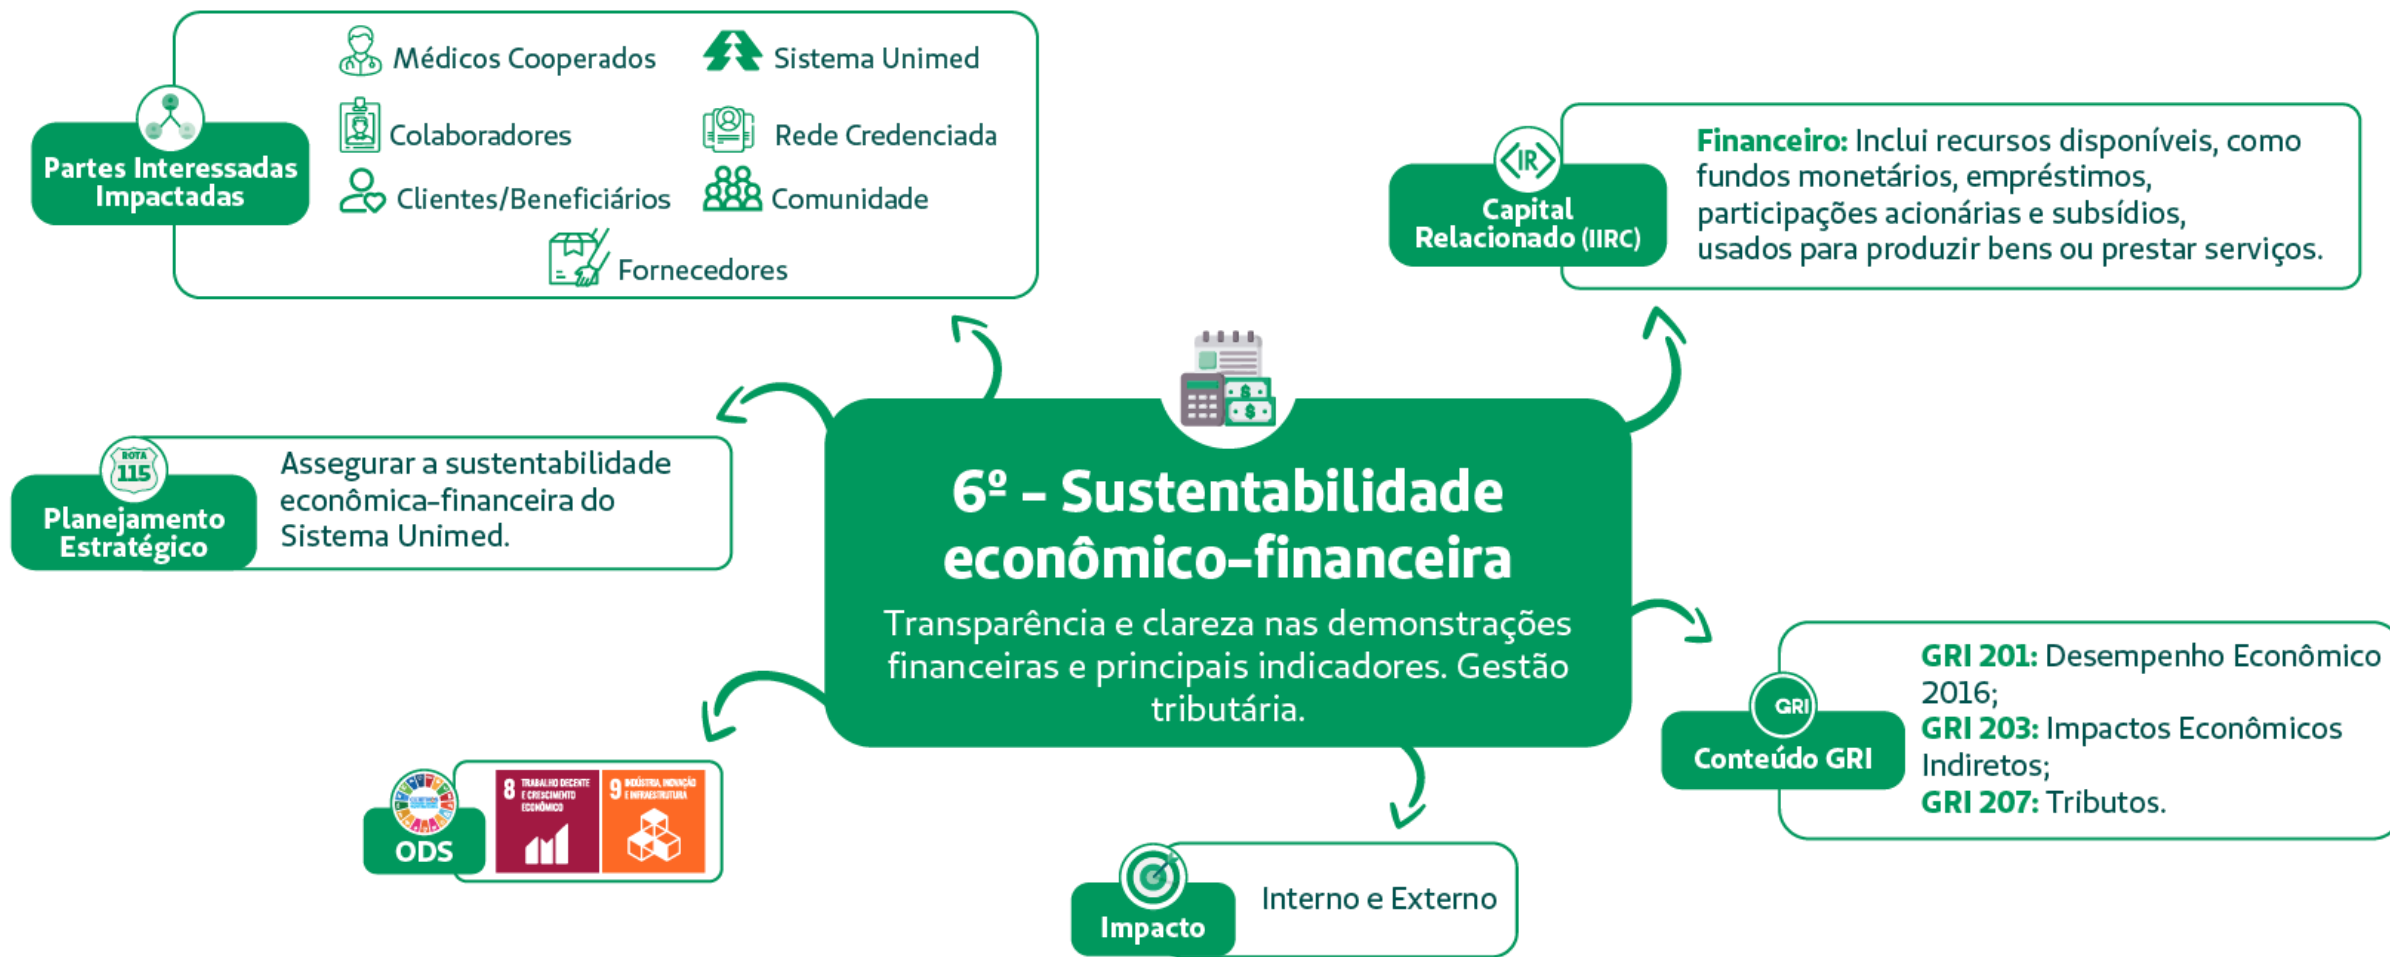 Médicos Cooperados
Sistema Unimed
Colaboradores
Rede Credenciada
Clientes/Beneficiários
Comunidade
Fornecedores
Partes Interessadas
Impactadas
IR
Capital
Relacionado (IIRC)
Financeiro: Inclui recursos disponíveis, como
fundos monetários, empréstimos,
participações acionárias e subsídios,
usados para produzir bens ou prestar serviços.
ROTA
115
Planejamento
Estratégico
Assegurar a sustentabilidade
econômica-financeira do
Sistema Unimed.
6º - Sustentabilidade
econômico-financeira
Transparência e clareza nas demonstrações
financeiras e principais indicadores. Gestão
tributária.
GRI
Conteúdo GRI
GRI 201: Desempenho Econômico
2016;
GRI 203: Impactos Econômicos
Indiretos;
GRI 207: Tributos.
ODS
8 TRABALHO DECENTE
E CRESCIMENTO
ECONÔMICO
9 INDÚSTRIA, INOVAÇÃO
E INFRAESTRUTURA
Impacto
Interno e Externo